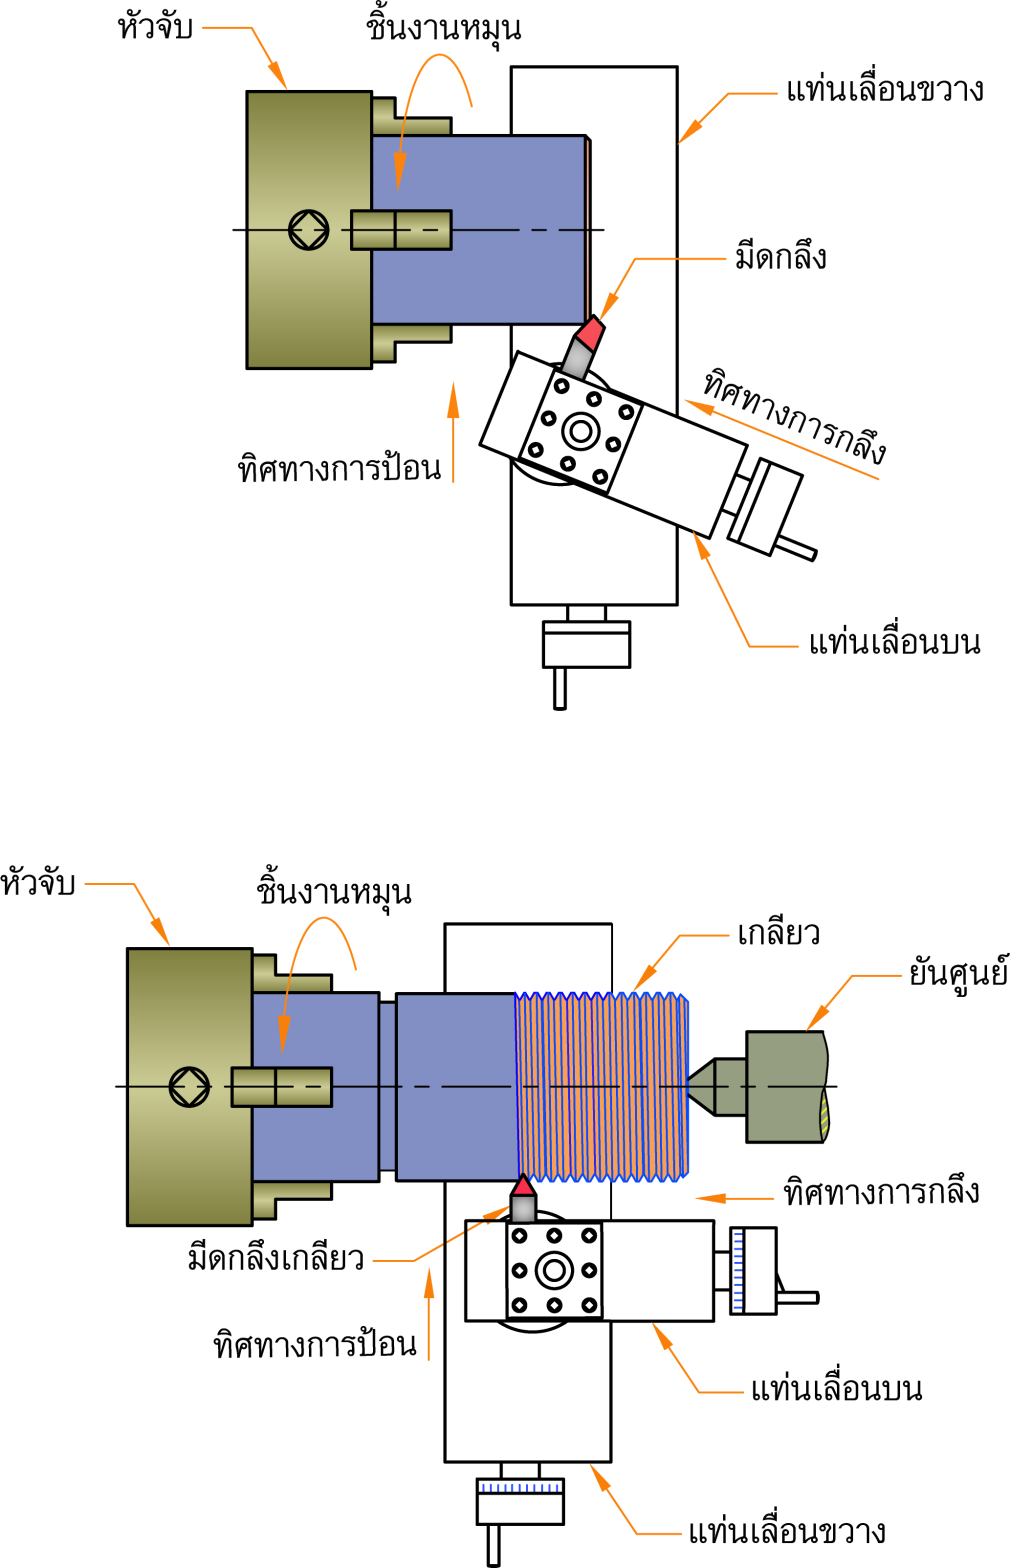 หัวจับ
ชิ้นงานหมุน
แท่นเลื่อนขวาง
มีดกลึง
ทิศทางการกลึง
ทิศทางการป้อน
แท่นเลื่อนบน
หัวจับ
ชิ้นงานหมุน
เกลียว
ยันศูนย์
ทิศทางการกลึง
มีดกลึงเกลียว
ทิศทางการป้อน
แท่นเลื่อนบน
แท่นเลื่อนขวาง